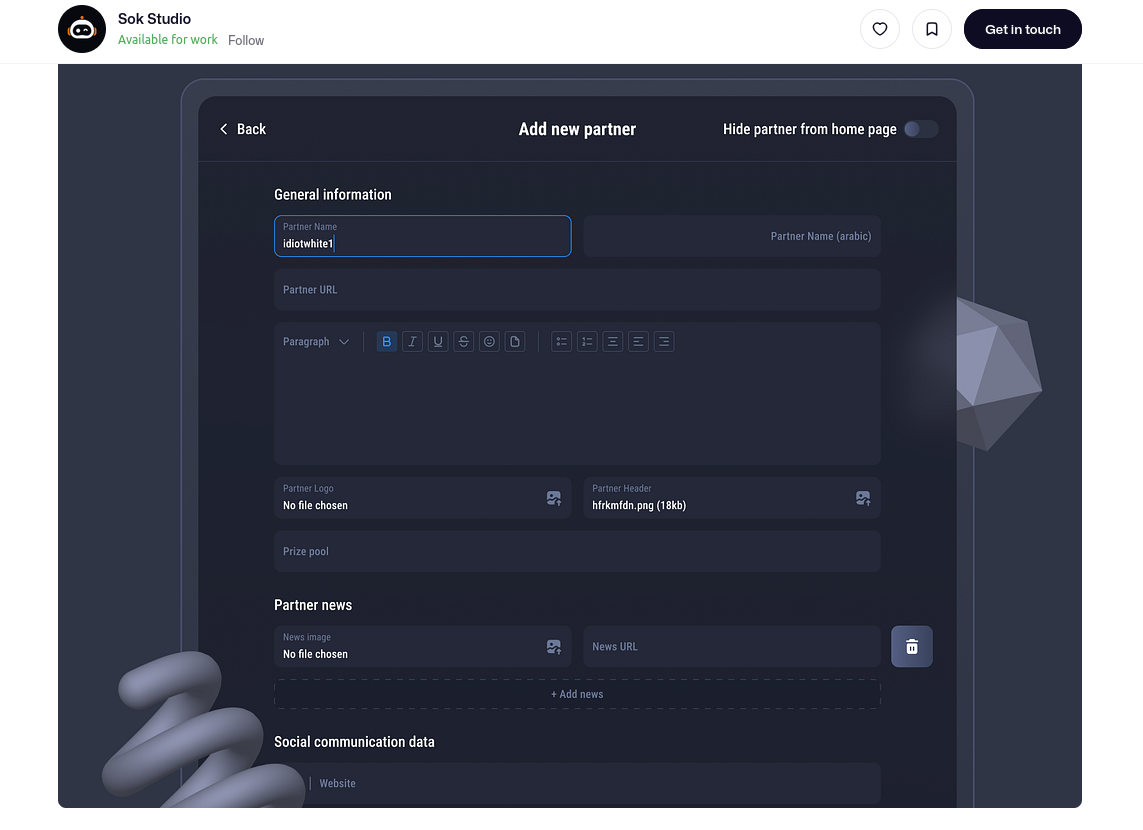 Sok Studio
Available for work Follow
Get in touch
Back
Add new partner
Hide partner from home page
General information
Partner Name
idiotwhite1
Partner Name (arabic)
Partner URL
Paragraph
B I U S
Partner Logo
No file chosen
Partner Header
hfrkmfdn.png (18kb)
Prize pool
Partner news
News image
No file chosen
News URL
+ Add news
Social communication data
Website